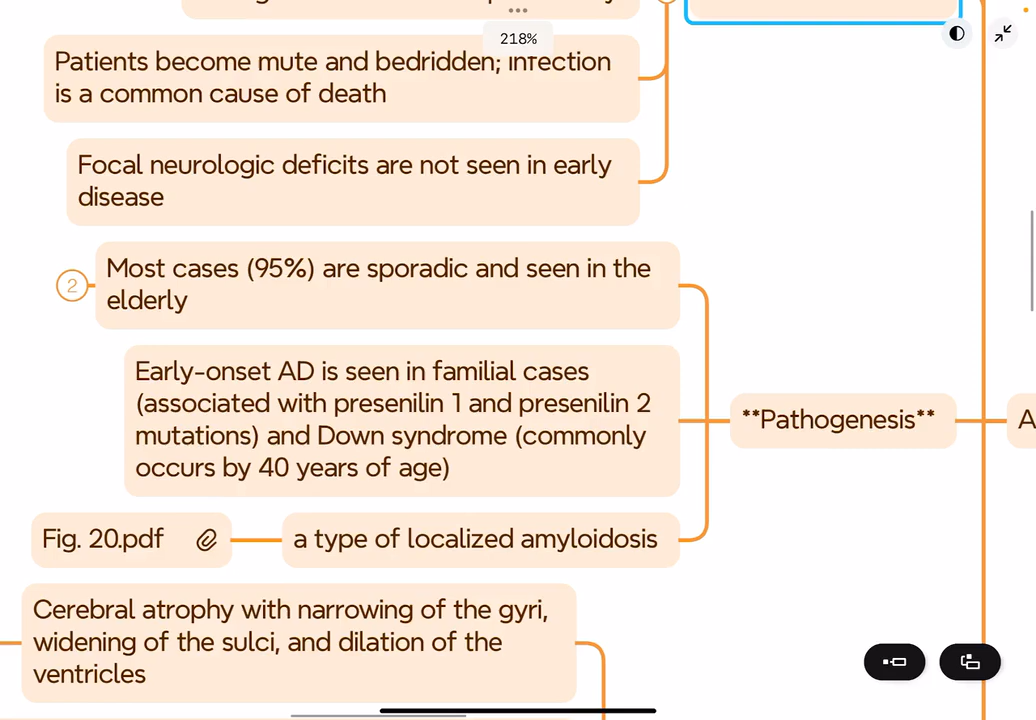 218%
Patients become mute and bedridden; infection
is a common cause of death
Focal neurologic deficits are not seen in early
disease
2
Most cases (95%) are sporadic and seen in the
elderly
Early-onset AD is seen in familial cases
(associated with presenilin 1 and presenilin 2
mutations) and Down syndrome (commonly
occurs by 40 years of age)
**Pathogenesis**
A
Fig. 20.pdf
a type of localized amyloidosis
Cerebral atrophy with narrowing of the gyri,
widening of the sulci, and dilation of the
ventricles